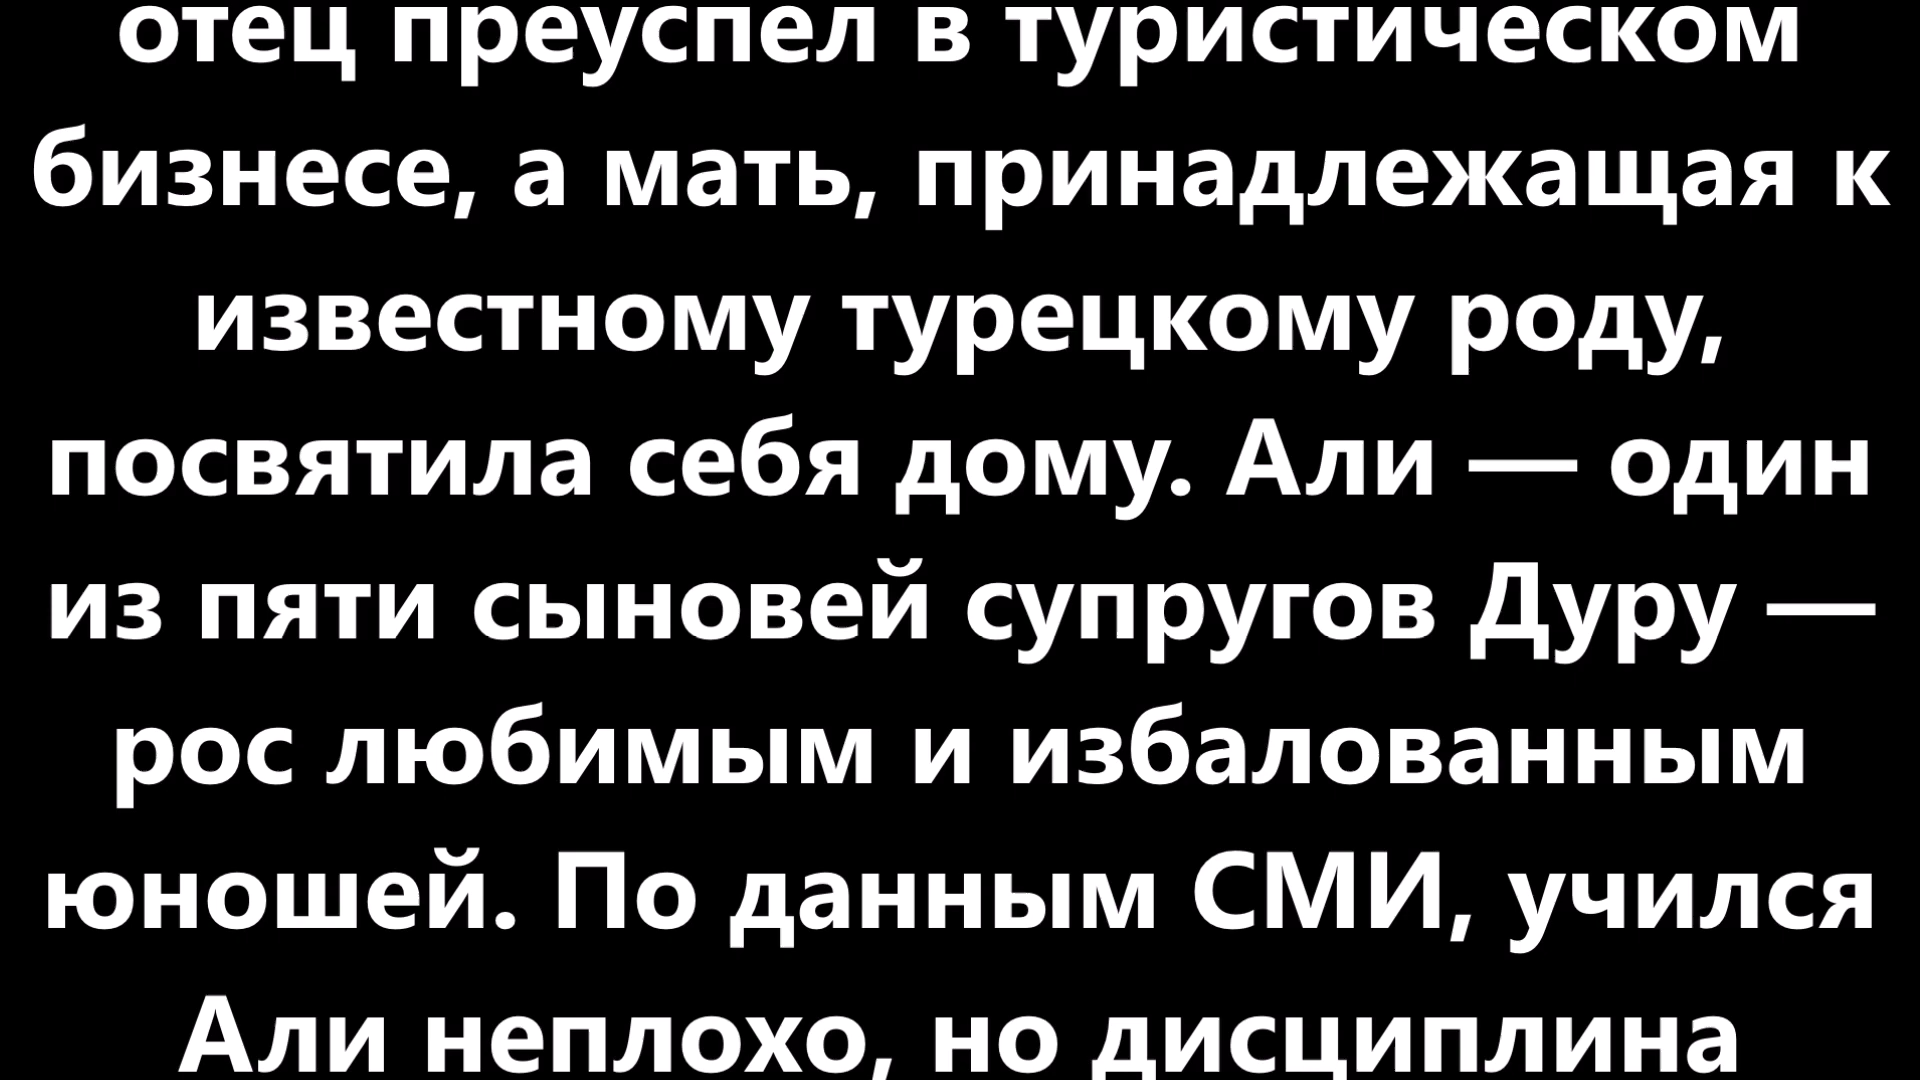 отец преуспел в туристическом
бизнесе, а мать, принадлежащая к
известному турецкому роду,
посвятила себя дому. Али — один
из пяти сыновей супругов Дуру —
рос любимым и избалованным
юношей. По данным СМИ, учился
Али неплохо, но дисциплина